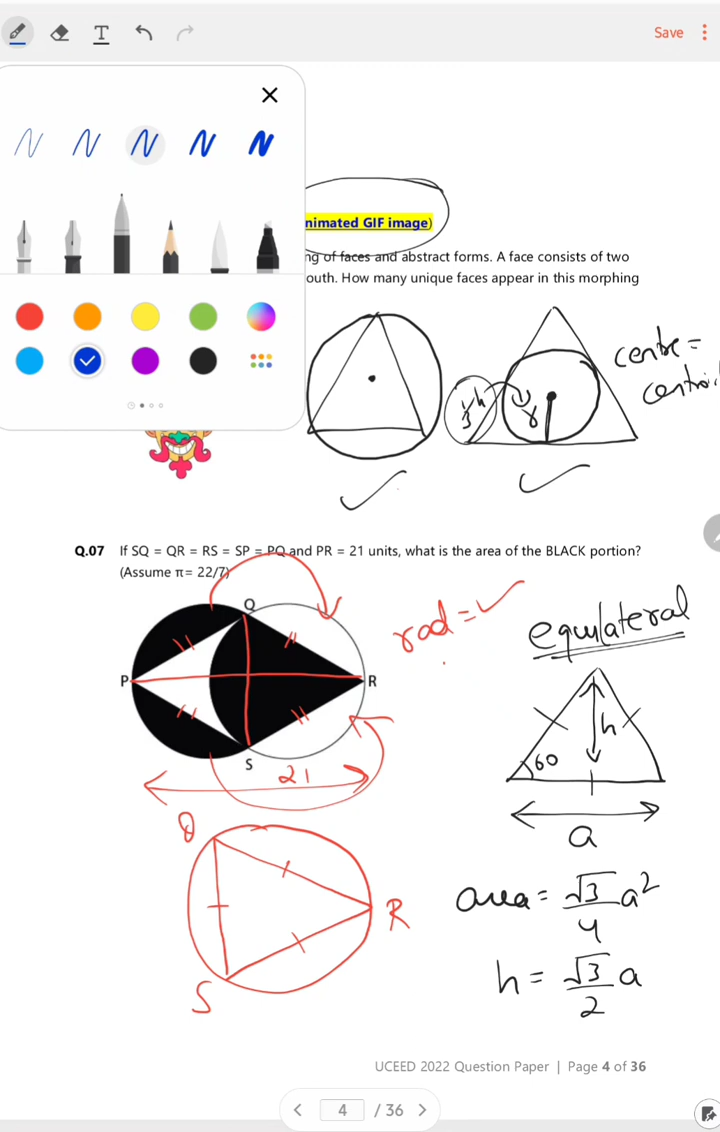 Save
nimated GIF image)
ng of faces and abstract forms. A face consists of two
outh. How many unique faces appear in this morphing
centre =
1/3 h
r
Q.07 If SQ = QR = RS = SP = PQ and PR = 21 units, what is the area of the BLACK portion?
(Assume π= 22/7)
rad =
equlateral
Q
P
R
S
21
h
60
a
Q
R
S
area = √3/4 a²
h = √3/2 a
UCEED 2022 Question Paper | Page 4 of 36
4 / 36